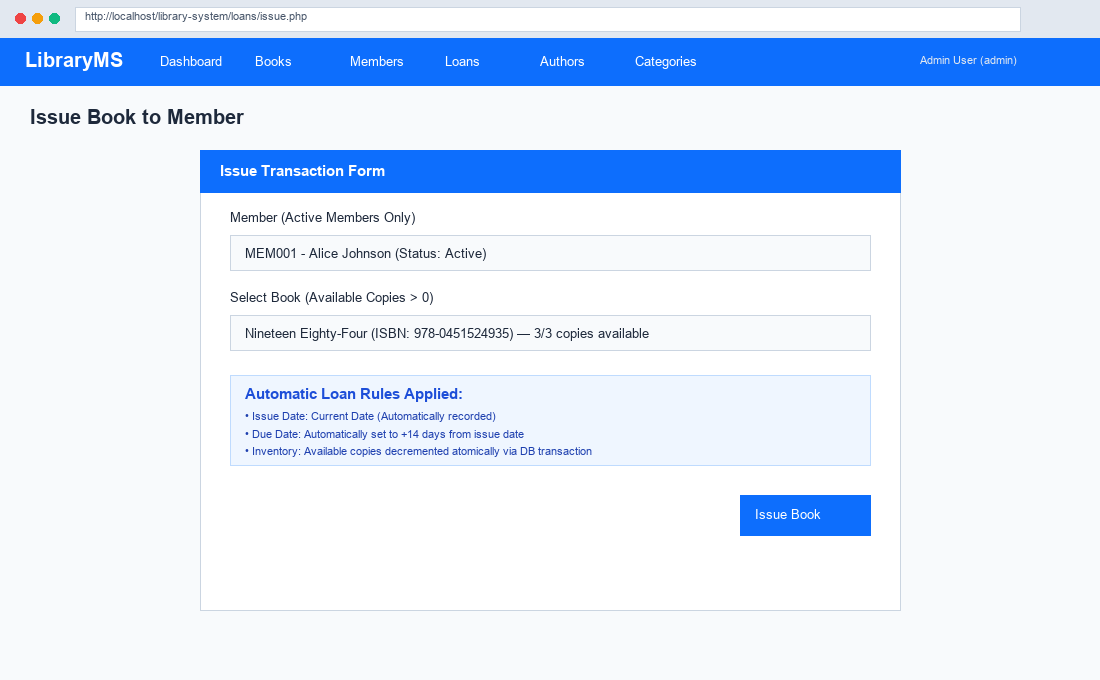 http://localhost/library-system/loans/issue.php
LibraryMS Dashboard Books Members Loans Authors Categories Admin User (admin)
Issue Book to Member
Issue Transaction Form
Member (Active Members Only)
MEM001 - Alice Johnson (Status: Active)
Select Book (Available Copies > 0)
Nineteen Eighty-Four (ISBN: 978-0451524935) — 3/3 copies available
Automatic Loan Rules Applied:
• Issue Date: Current Date (Automatically recorded)
• Due Date: Automatically set to +14 days from issue date
• Inventory: Available copies decremented atomically via DB transaction
Issue Book